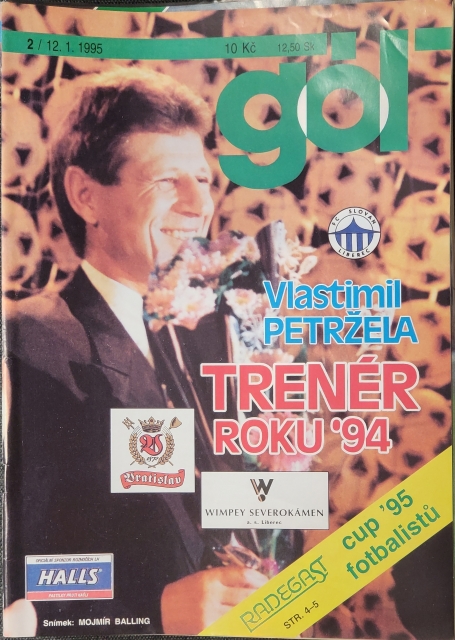 2 / 12. 1. 1995
10 Kč
12,50 Sk
gól
FC SLOVAN
LIBEREC
Vlastimil
PETRŽELA
TRENÉR
ROKU '94
Vratislav
WIMPEY SEVEROKÁMEN
a. s. Liberec
HALLS
RADEGAST cup '95
fotbalistů
STR. 4–5
Snímek: MOJMÍR BALLING